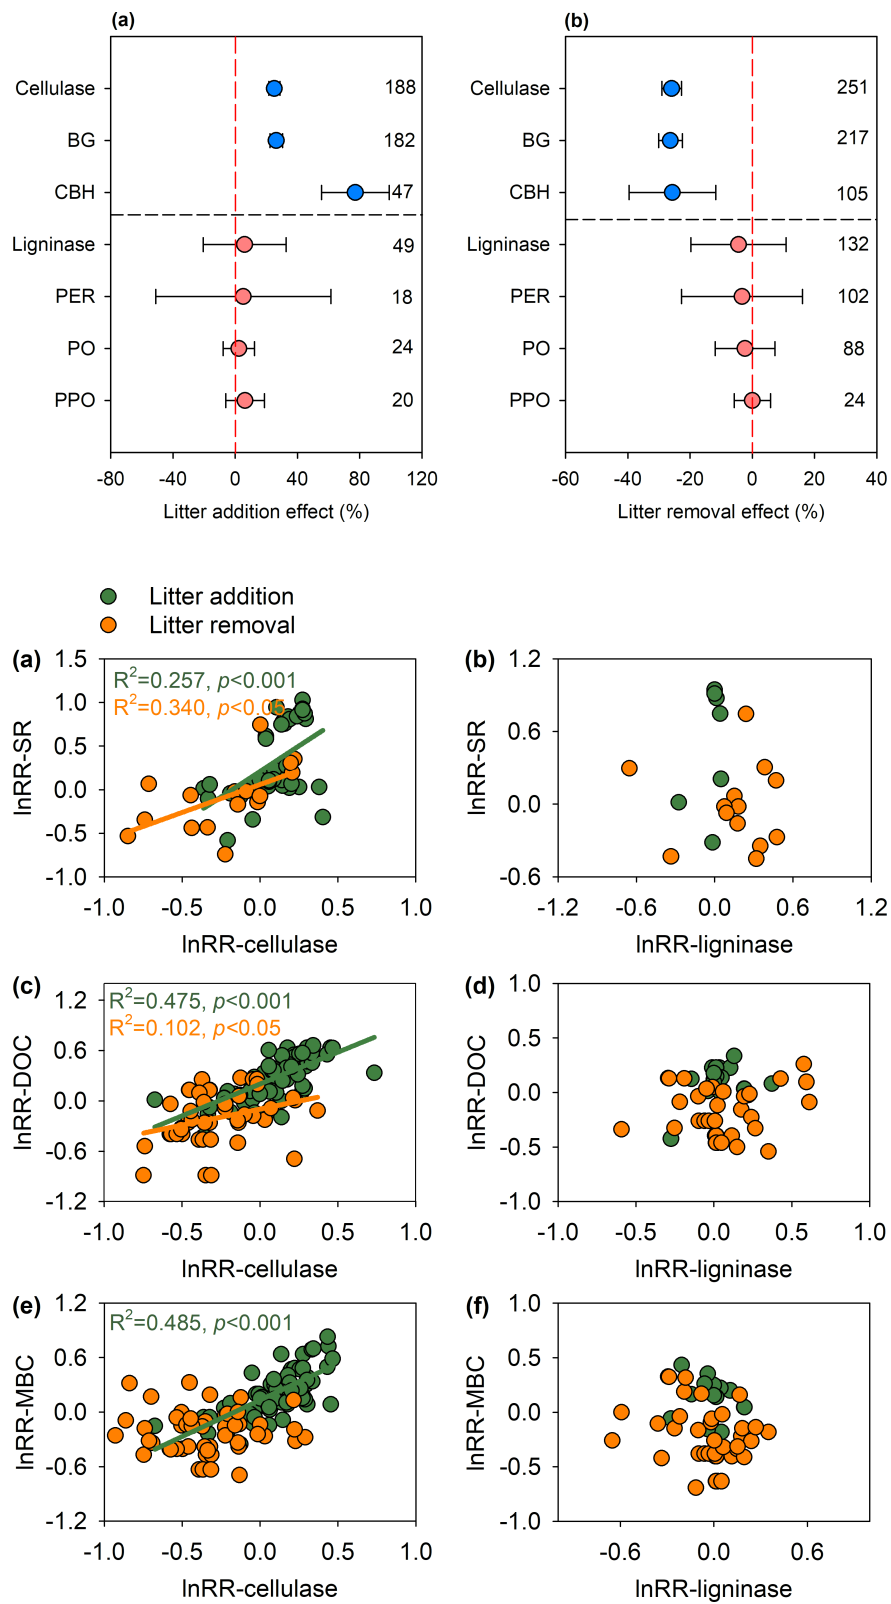 (a)
(b)
Cellulase
188
BG
182
CBH
47
Ligninase
49
PER
18
PO
24
PPO
20
-80
-40
0
40
80
120
Litter addition effect (%)
Cellulase
251
BG
217
CBH
105
Ligninase
132
PER
102
PO
88
PPO
24
-60
-40
-20
0
20
40
Litter removal effect (%)
Litter addition
Litter removal
(a)
1.5
1.0
0.5
0.0
-0.5
-1.0
R²=0.257, p<0.001
R²=0.340, p<0.05
lnRR-SR
-1.0
-0.5
0.0
0.5
1.0
lnRR-cellulase
(b)
1.2
0.6
0.0
-0.6
lnRR-SR
-1.2
-0.6
0.0
0.6
1.2
lnRR-ligninase
(c)
1.2
0.6
0.0
-0.6
-1.2
R²=0.475, p<0.001
R²=0.102, p<0.05
lnRR-DOC
-1.0
-0.5
0.0
0.5
1.0
lnRR-cellulase
(d)
1.0
0.5
0.0
-0.5
-1.0
lnRR-DOC
-1.0
-0.5
0.0
0.5
1.0
lnRR-ligninase
(e)
1.2
0.6
0.0
-0.6
-1.2
R²=0.485, p<0.001
lnRR-MBC
-1.0
-0.5
0.0
0.5
1.0
lnRR-cellulase
(f)
1.0
0.5
0.0
-0.5
-1.0
lnRR-MBC
-0.6
0.0
0.6
lnRR-ligninase